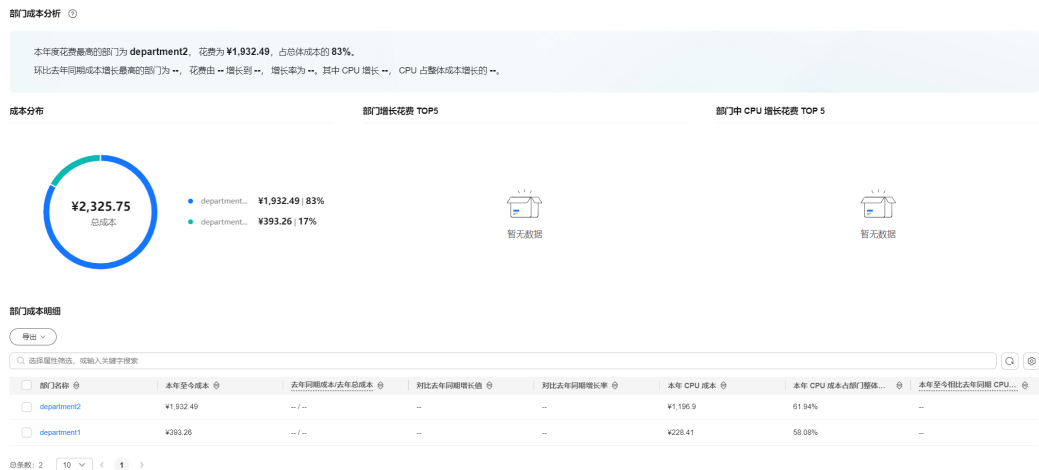 部门成本分析
本年度花费最高的部门为 department2， 花费为 ¥1,932.49，占总体成本的 83%。
环比去年同期成本增长最高的部门为 --， 花费由 -- 增长到 --， 增长率为 --。其中 CPU 增长 --， CPU 占整体成本增长的 --。
成本分布
部门增长花费 TOP5
部门中 CPU 增长花费 TOP 5
¥2,325.75
总成本
department... ¥1,932.49 | 83%
department... ¥393.26 | 17%
暂无数据
暂无数据
部门成本明细
导出
选择属性筛选，或输入关键字搜索
部门名称 本年至今成本 去年同期成本/去年总成本 对比去年同期增长值 对比去年同期增长率 本年 CPU 成本 本年 CPU 成本占部门整体... 本年至今相比去年同期 CPU...
department2 ¥1,932.49 -- / -- -- -- ¥1,196.9 61.94% --
department1 ¥393.26 -- / -- -- -- ¥228.41 58.08% --
总条数：2 10 1